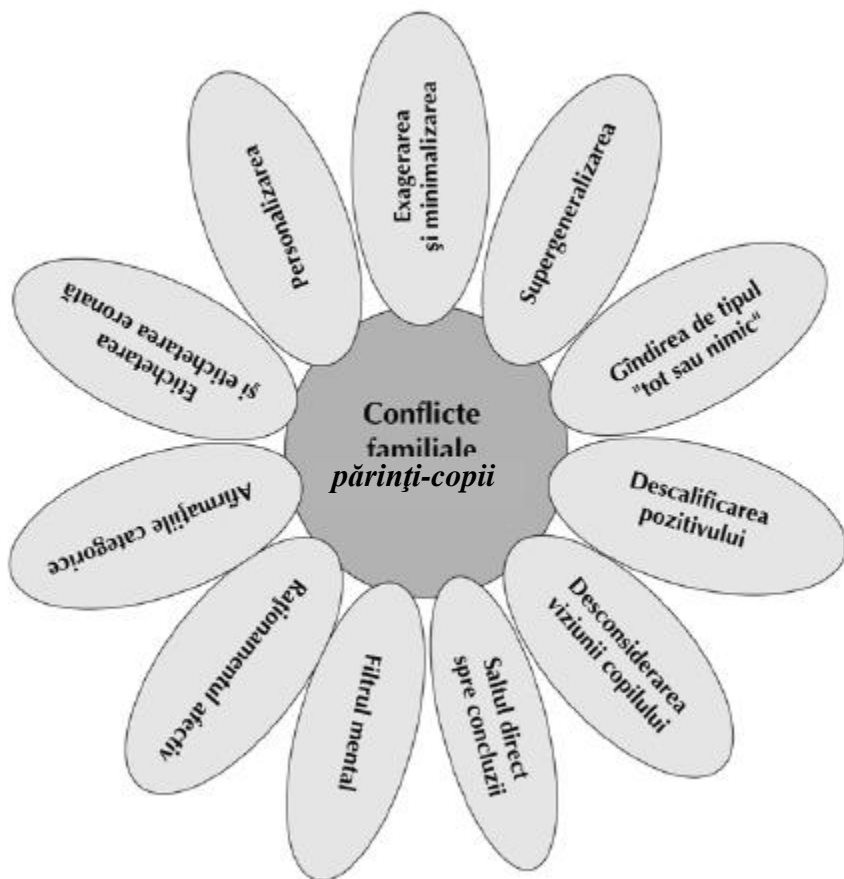 Conflicte
familiale
părinţi-copii
Exagerarea
şi minimalizarea
Supergeneralizarea
Gîndirea de tipul
„tot sau nimic"
Descalificarea
pozitivului
Desconsiderarea
viziunii copilului
Saltul direct
spre concluzii
Filtrul mental
Raţionamentul afectiv
Afirmaţiile categorice
Etichetarea
şi etichetarea eronată
Personalizarea